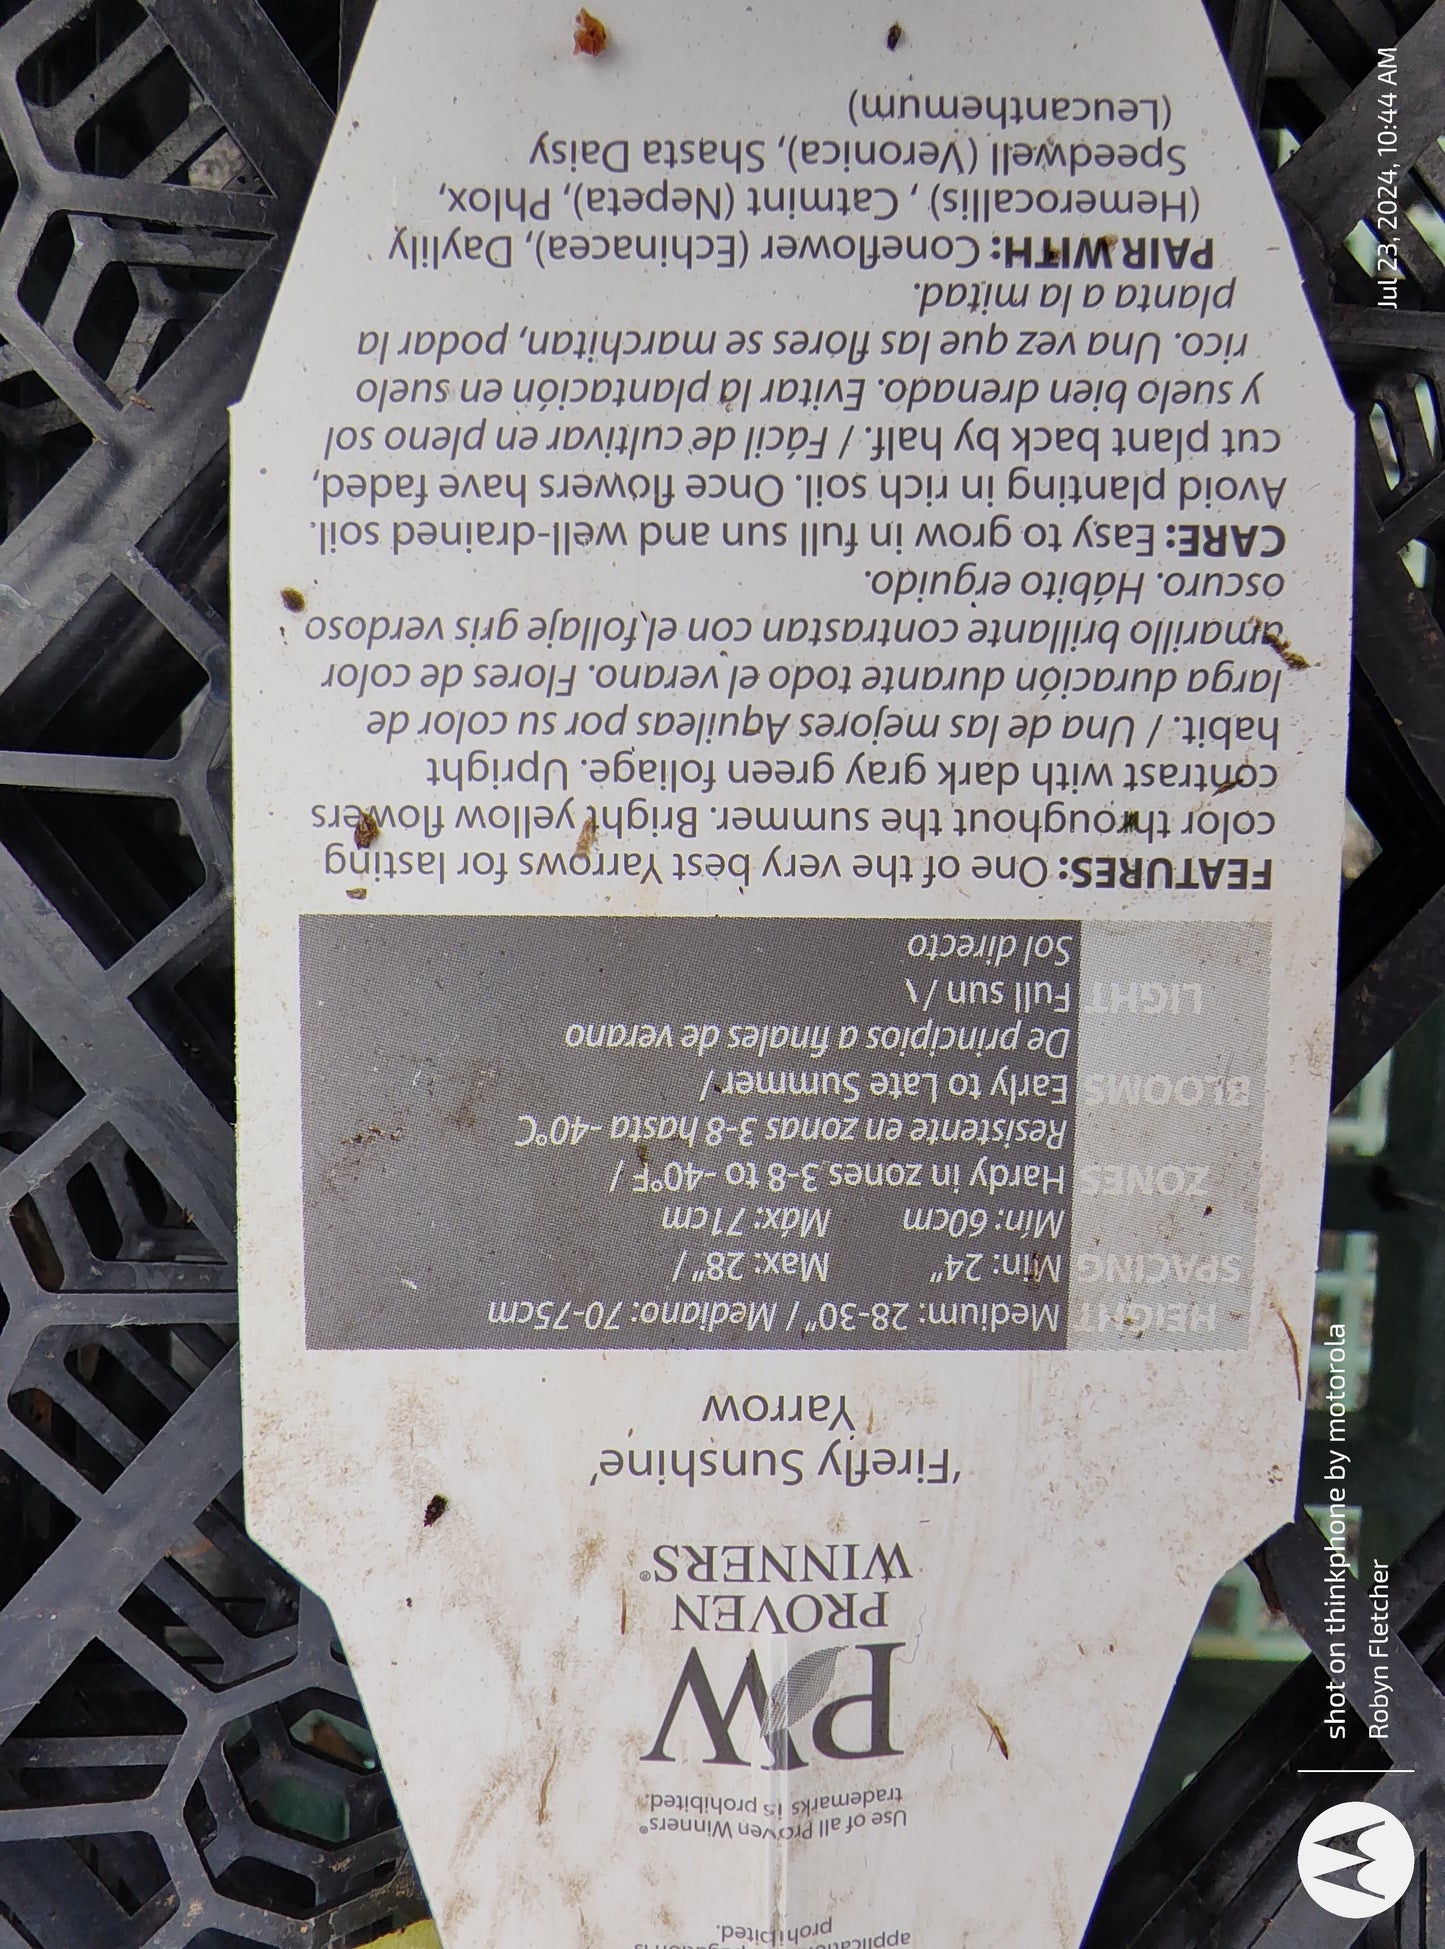 applicatio
prohibited.
Use of all Proven Winners®
trademarks is prohibited.
PW
PROVEN
WINNERS®
'Firefly Sunshine'
Yarrow
HEIGHT Medium: 28-30" / Mediano: 70-75cm
SPACING Min: 24" Max: 28" /
Mín: 60cm Máx: 71cm
ZONES Hardy in zones 3-8 to -40°F /
Resistente en zonas 3-8 hasta -40°C
BLOOMS Early to Late Summer /
De principios a finales de verano
LIGHT Full sun /\
Sol directo
FEATURES: One of the very best Yarrows for lasting
color throughout the summer. Bright yellow flowers
contrast with dark gray green foliage. Upright
habit. / Una de las mejores Aquileas por su color de
larga duración durante todo el verano. Flores de color
amarillo brillante contrastan con el follaje gris verdoso
oscuro. Hábito erguido.
CARE: Easy to grow in full sun and well-drained soil.
Avoid planting in rich soil. Once flowers have faded,
cut plant back by half. / Fácil de cultivar en pleno sol
y suelo bien drenado. Evitar la plantación en suelo
rico. Una vez que las flores se marchitan, podar la
planta a la mitad.
PAIR WITH: Coneflower (Echinacea), Daylily
(Hemerocallis) , Catmint (Nepeta), Phlox,
Speedwell (Veronica), Shasta Daisy
(Leucanthemum)
shot on thinkphone by motorola
Robyn Fletcher
Jul 23, 2024, 10:44 AM